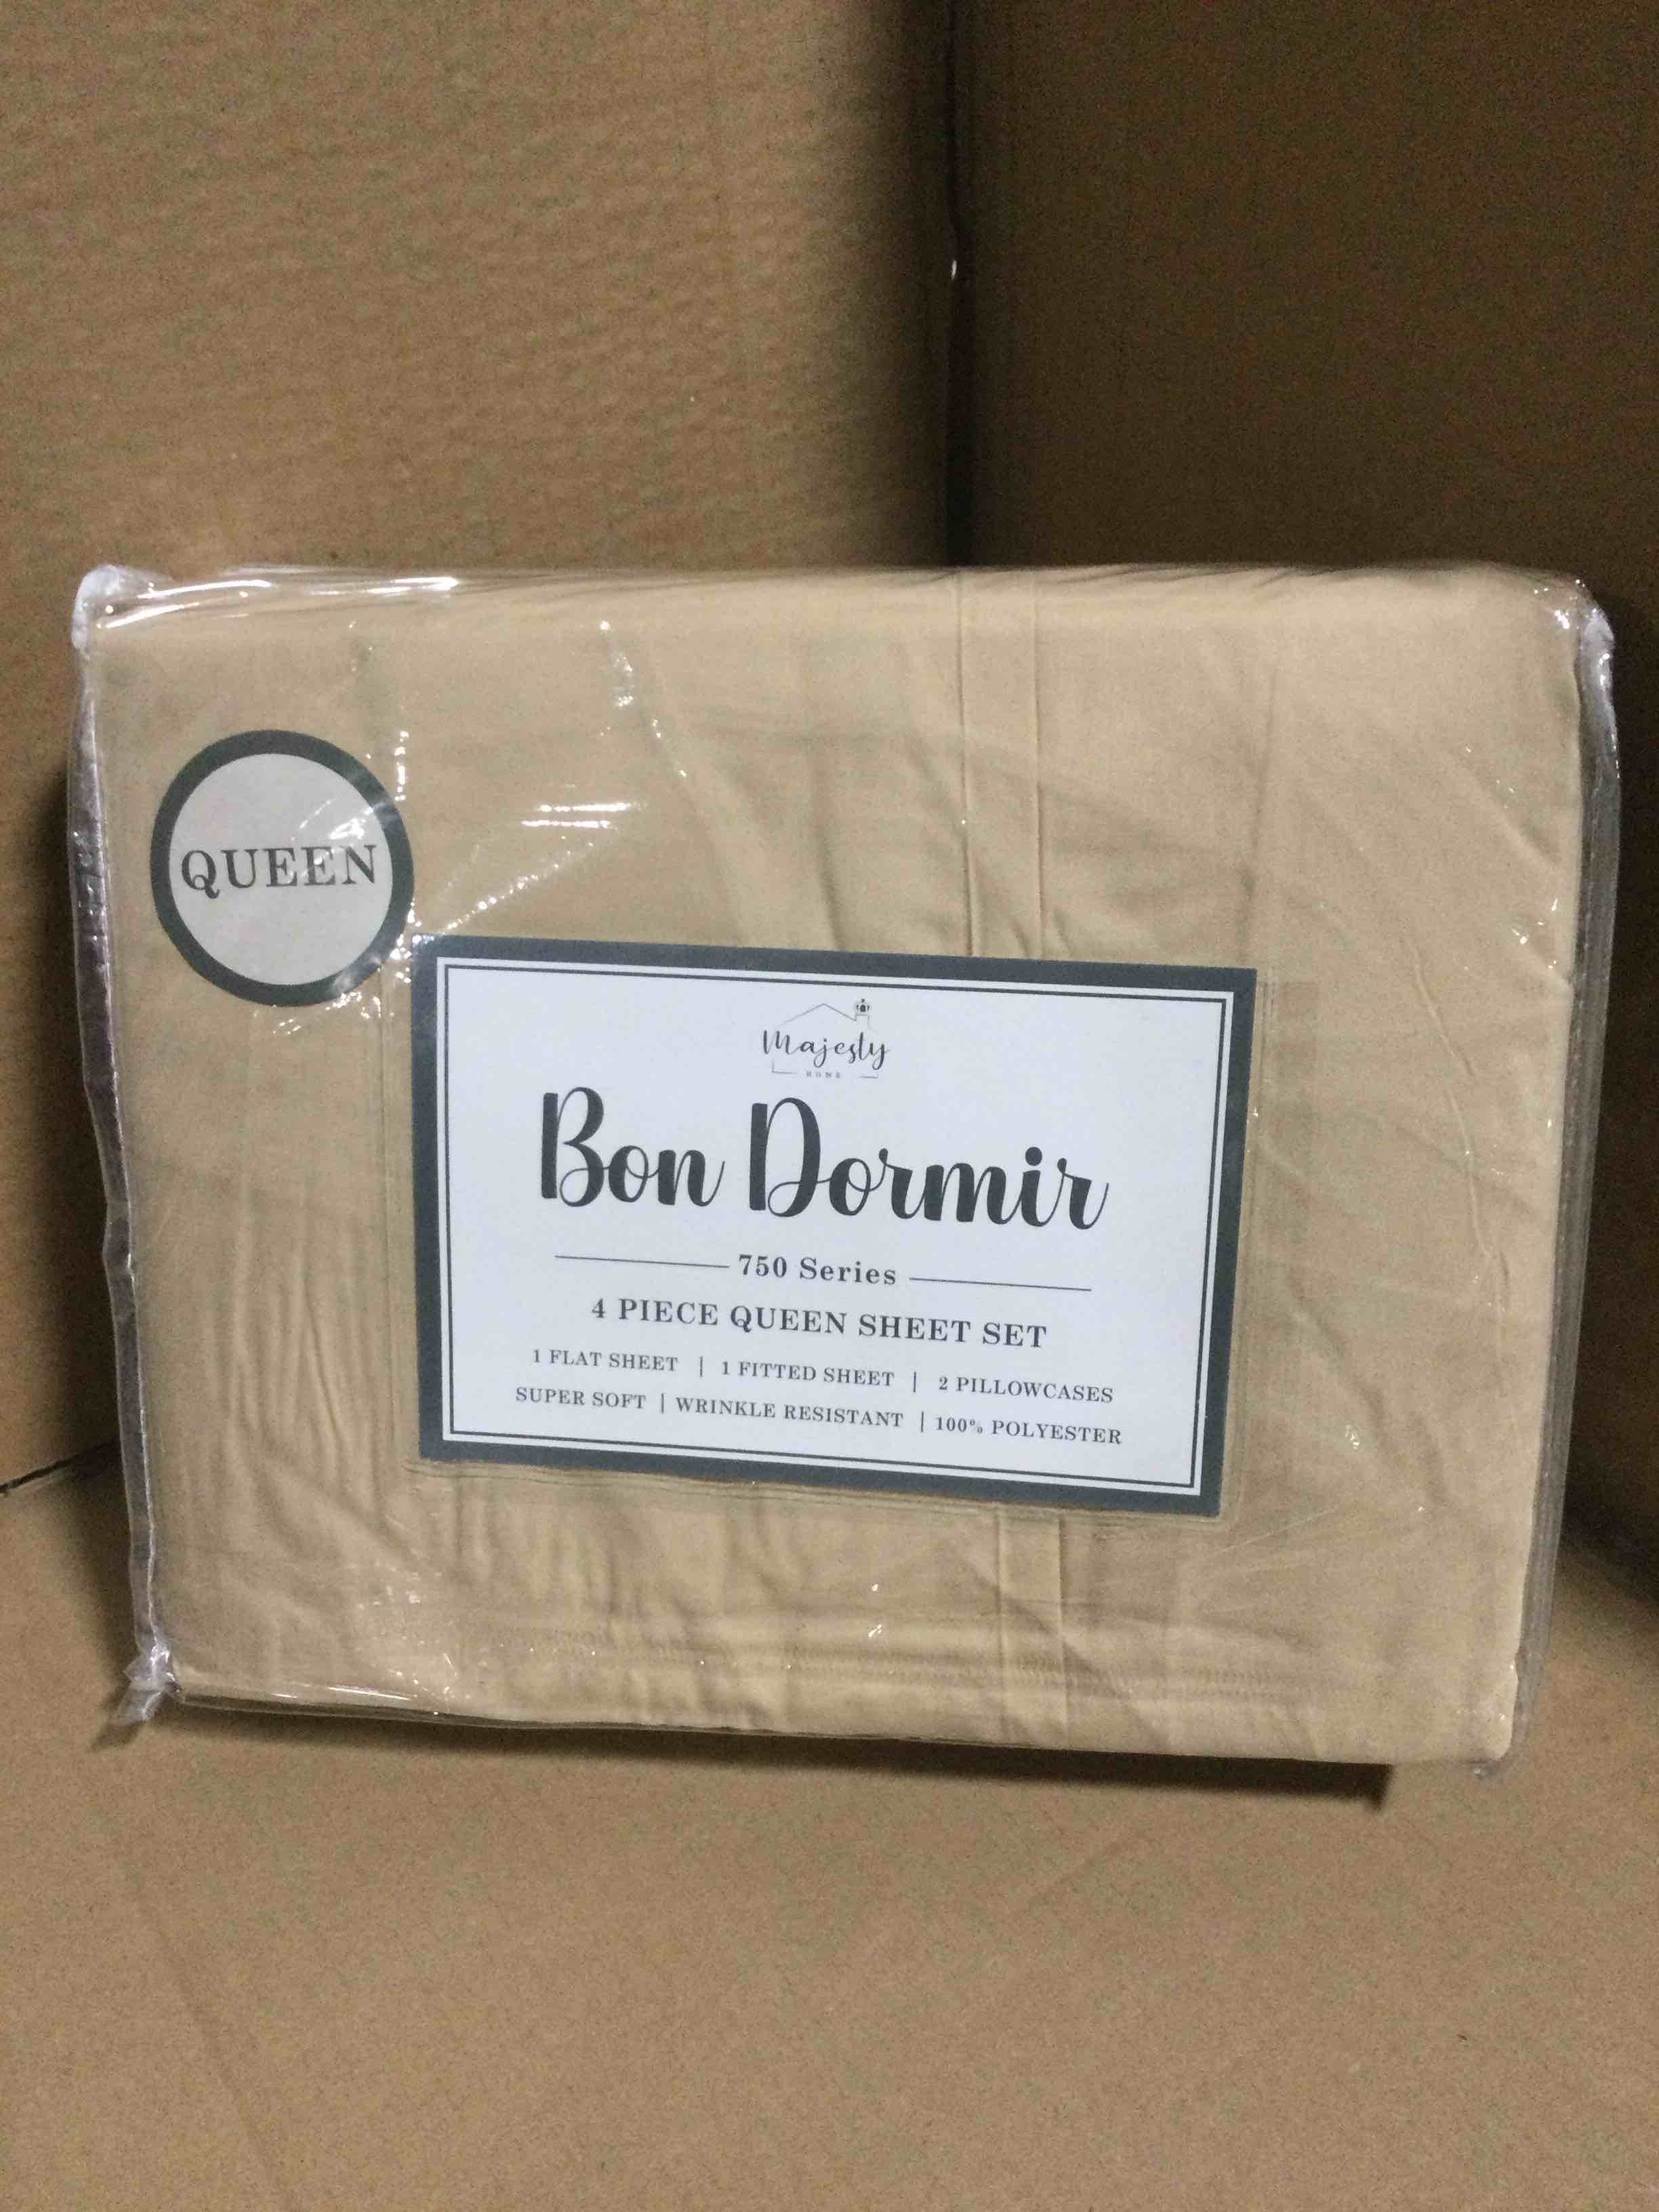 QUEEN
Majesty
HOME
Bon Dormir
750 Series
4 PIECE QUEEN SHEET SET
1 FLAT SHEET | 1 FITTED SHEET | 2 PILLOWCASES
SUPER SOFT | WRINKLE RESISTANT | 100% POLYESTER